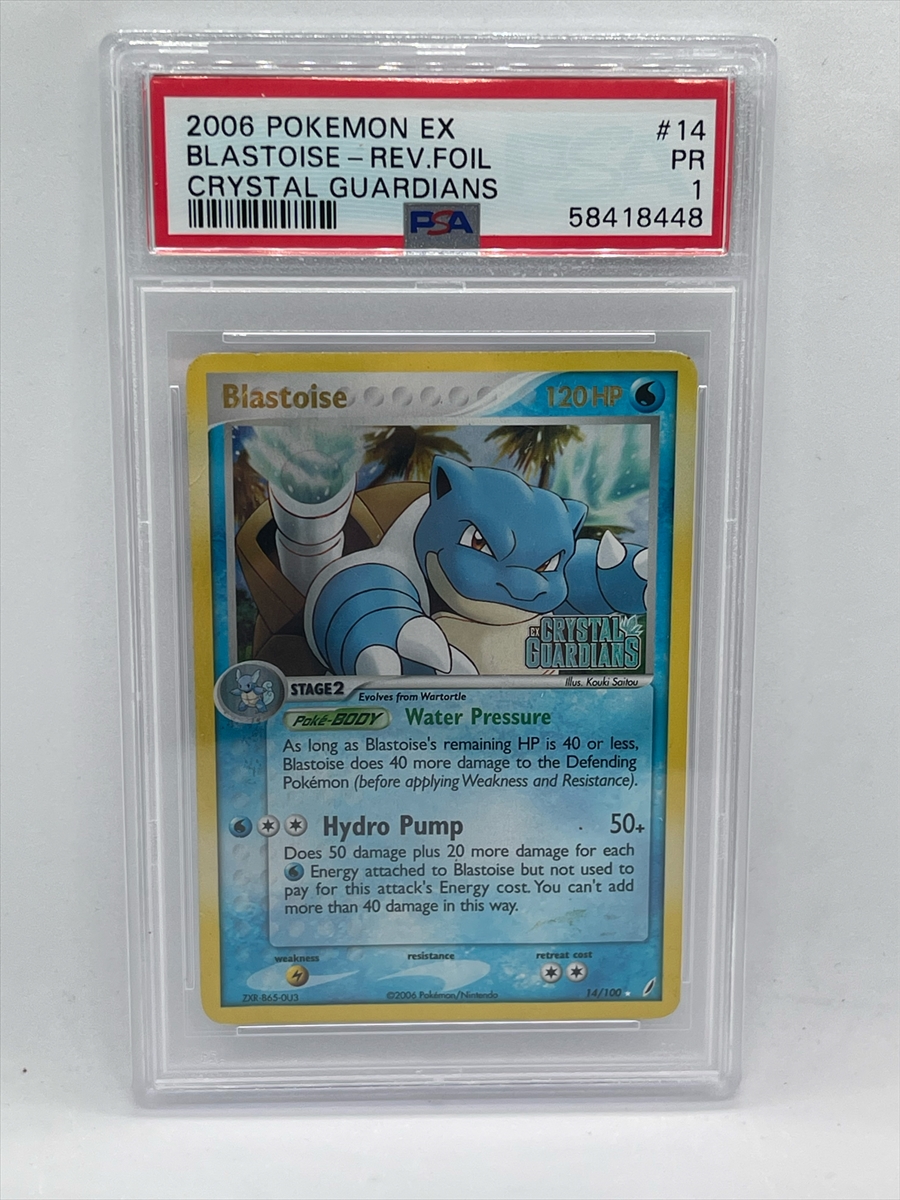 2006 POKEMON EX #14
BLASTOISE – REV.FOIL PR
CRYSTAL GUARDIANS 1
PSA 58418448
Blastoise 120 HP
EX CRYSTAL
GUARDIANS
Illus. Kouki Saitou
STAGE2 Evolves from Wartortle
Poké-BODY Water Pressure
As long as Blastoise's remaining HP is 40 or less,
Blastoise does 40 more damage to the Defending
Pokémon (before applying Weakness and Resistance).
Hydro Pump 50+
Does 50 damage plus 20 more damage for each
Energy attached to Blastoise but not used to
pay for this attack's Energy cost. You can't add
more than 40 damage in this way.
weakness resistance retreat cost
ZXR-865-0U3 ©2006 Pokémon/Nintendo 14/100